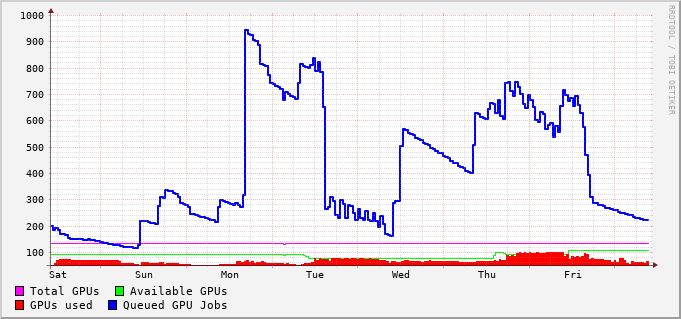 1000
900
800
700
600
500
400
300
200
100
Sat Sun Mon Tue Wed Thu Fri
Total GPUs Available GPUs
GPUs used Queued GPU Jobs
RRDTOOL / TOBI OETIKER